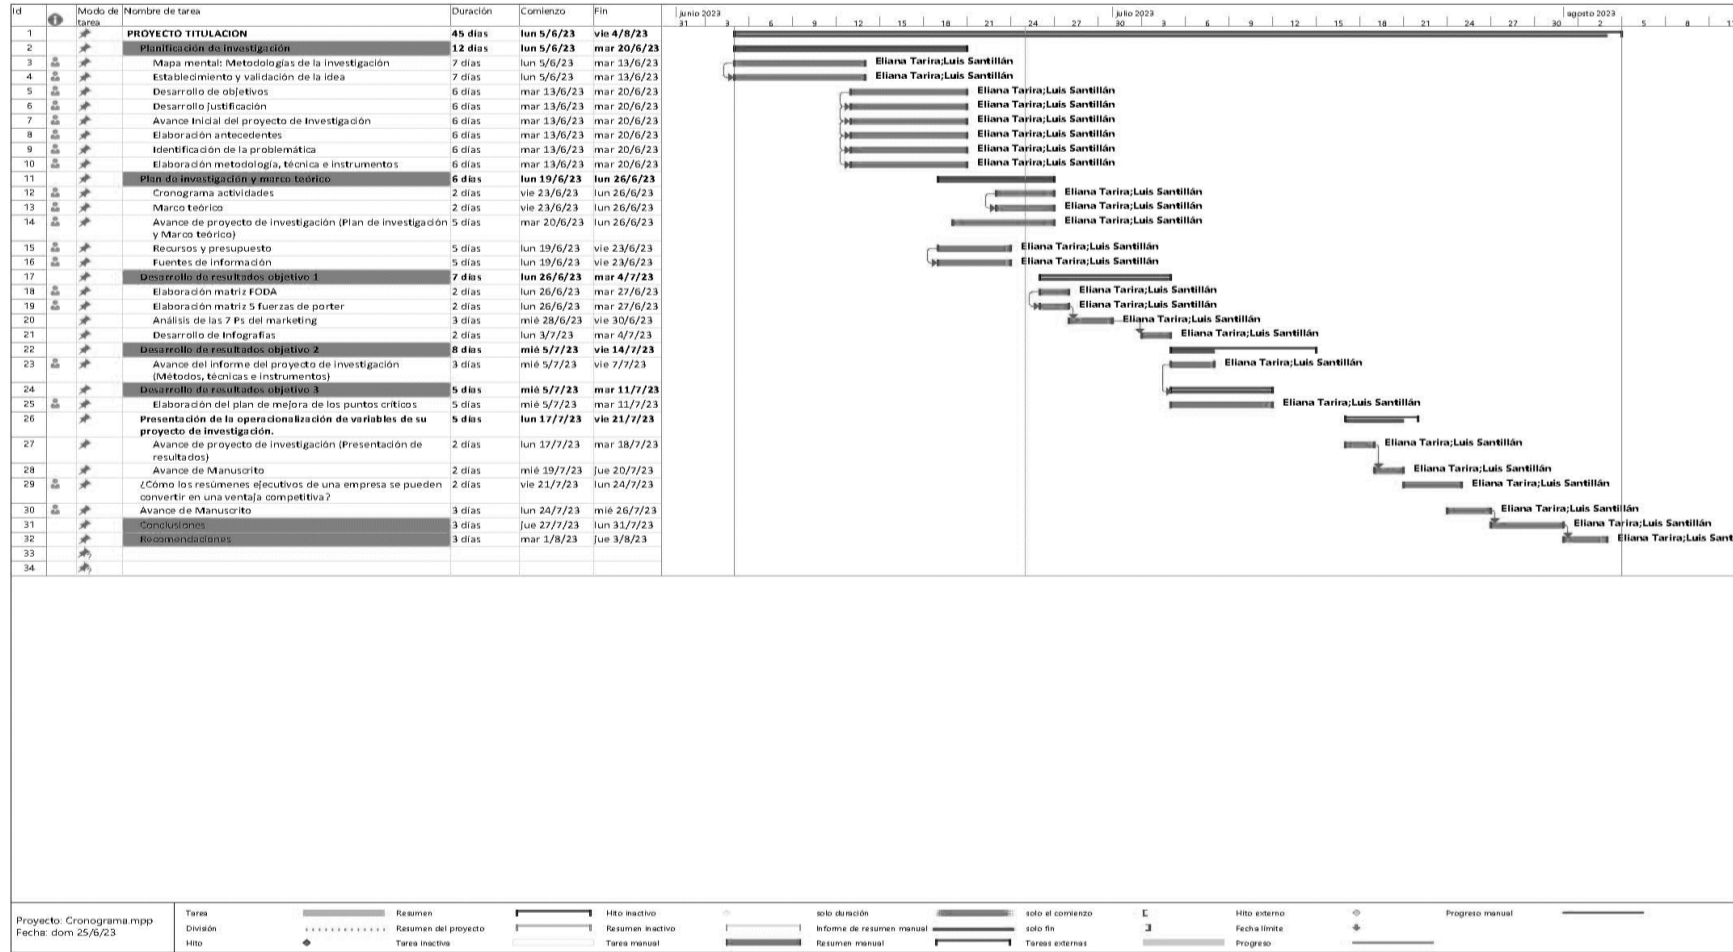 Id Modo de tarea Nombre de tarea Duración Comienzo Fin
junio 2023 julio 2023 agosto 2023
31 3 6 9 12 15 18 21 24 27 30 3 6 9 12 15 18 21 24 27 30 2 5 8 11
1 PROYECTO TITULACION 45 días lun 5/6/23 vie 4/8/23
2 Planificación de investigación 12 días lun 5/6/23 mar 20/6/23
3 Mapa mental: Metodologías de la investigación 7 días lun 5/6/23 mar 13/6/23 Eliana Tarira;Luis Santillán
4 Establecimiento y validación de la idea 7 días lun 5/6/23 mar 13/6/23 Eliana Tarira;Luis Santillán
5 Desarrollo de objetivos 6 días mar 13/6/23 mar 20/6/23 Eliana Tarira;Luis Santillán
6 Desarrollo justificación 6 días mar 13/6/23 mar 20/6/23 Eliana Tarira;Luis Santillán
7 Avance Inicial del proyecto de Investigación 6 días mar 13/6/23 mar 20/6/23 Eliana Tarira;Luis Santillán
8 Elaboración antecedentes 6 días mar 13/6/23 mar 20/6/23 Eliana Tarira;Luis Santillán
9 Identificación de la problemática 6 días mar 13/6/23 mar 20/6/23 Eliana Tarira;Luis Santillán
10 Elaboración metodología, técnica e instrumentos 6 días mar 13/6/23 mar 20/6/23 Eliana Tarira;Luis Santillán
11 Plan de investigación y marco teórico 6 días lun 19/6/23 lun 26/6/23
12 Cronograma actividades 2 días vie 23/6/23 lun 26/6/23 Eliana Tarira;Luis Santillán
13 Marco teórico 2 días vie 23/6/23 lun 26/6/23 Eliana Tarira;Luis Santillán
14 Avance de proyecto de investigación (Plan de investigación 5 días mar 20/6/23 lun 26/6/23 Eliana Tarira;Luis Santillán
y Marco teórico)
15 Recursos y presupuesto 5 días lun 19/6/23 vie 23/6/23 Eliana Tarira;Luis Santillán
16 Fuentes de información 5 días lun 19/6/23 vie 23/6/23 Eliana Tarira;Luis Santillán
17 Desarrollo de resultados objetivo 1 7 días lun 26/6/23 mar 4/7/23
18 Elaboración matriz FODA 2 días lun 26/6/23 mar 27/6/23 Eliana Tarira;Luis Santillán
19 Elaboración matriz 5 fuerzas de porter 2 días lun 26/6/23 mar 27/6/23 Eliana Tarira;Luis Santillán
20 Análisis de las 7 Ps del marketing 3 días mié 28/6/23 vie 30/6/23 Eliana Tarira;Luis Santillán
21 Desarrollo de Infografías 2 días lun 3/7/23 mar 4/7/23 Eliana Tarira;Luis Santillán
22 Desarrollo de resultados objetivo 2 8 días mié 5/7/23 vie 14/7/23
23 Avance del informe del proyecto de investigación 3 días mié 5/7/23 vie 7/7/23 Eliana Tarira;Luis Santillán
(Métodos, técnicas e instrumentos)
24 Desarrollo de resultados objetivo 3 5 días mié 5/7/23 mar 11/7/23
25 Elaboración del plan de mejora de los puntos críticos 5 días mié 5/7/23 mar 11/7/23 Eliana Tarira;Luis Santillán
26 Presentación de la operacionalización de variables de su 5 días lun 17/7/23 vie 21/7/23
proyecto de investigación.
27 Avance de proyecto de investigación (Presentación de 2 días lun 17/7/23 mar 18/7/23 Eliana Tarira;Luis Santillán
resultados)
28 Avance de Manuscrito 2 días mié 19/7/23 jue 20/7/23 Eliana Tarira;Luis Santillán
29 ¿Cómo los resúmenes ejecutivos de una empresa se pueden 2 días vie 21/7/23 lun 24/7/23 Eliana Tarira;Luis Santillán
convertir en una ventaja competitiva?
30 Avance de Manuscrito 3 días lun 24/7/23 mié 26/7/23 Eliana Tarira;Luis Santillán
31 Conclusiones 3 días jue 27/7/23 lun 31/7/23 Eliana Tarira;Luis Santillán
32 Recomendaciones 3 días mar 1/8/23 jue 3/8/23 Eliana Tarira;Luis Sant
33
34
Proyecto: Cronograma.mpp
Fecha: dom 25/6/23
Tarea Resumen Hito inactivo solo duración solo el comienzo Hito externo Progreso manual
División Resumen del proyecto Resumen inactivo Informe de resumen manual solo fin Fecha límite
Hito Tarea inactiva Tarea manual Resumen manual Tareas externas Progreso